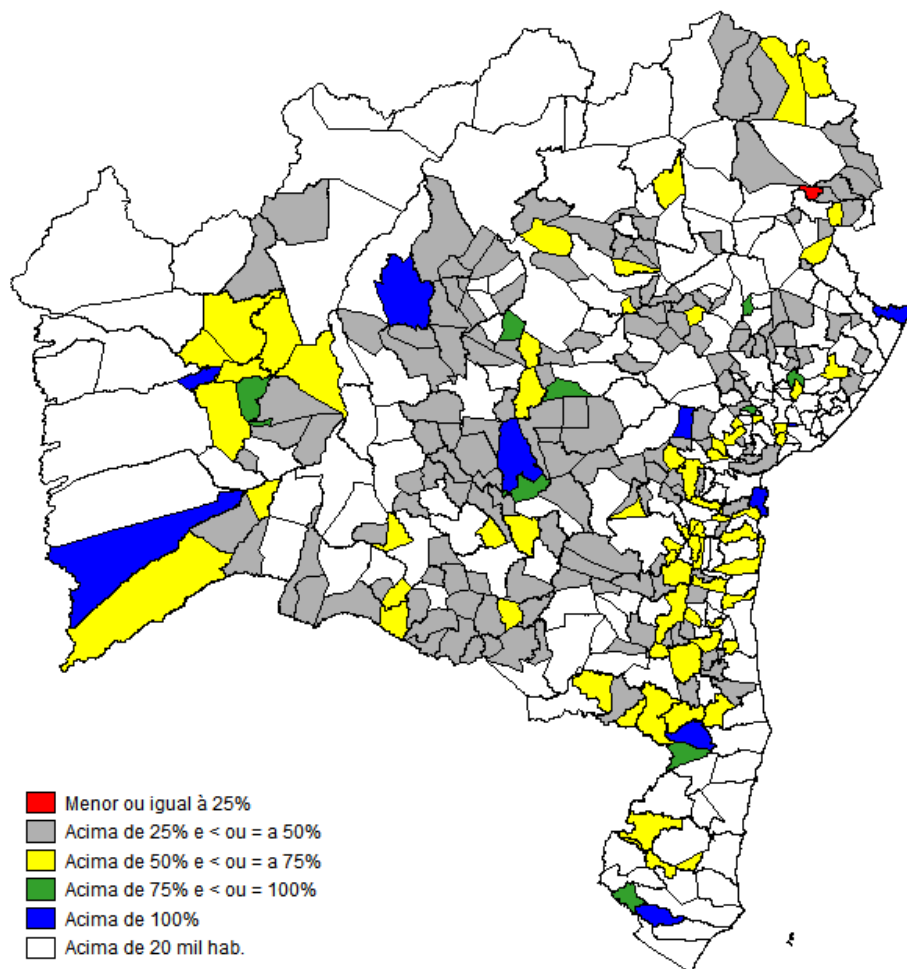 Menor ou igual à 25%
Acima de 25% e < ou = a 50%
Acima de 50% e < ou = a 75%
Acima de 75% e < ou = 100%
Acima de 100%
Acima de 20 mil hab.